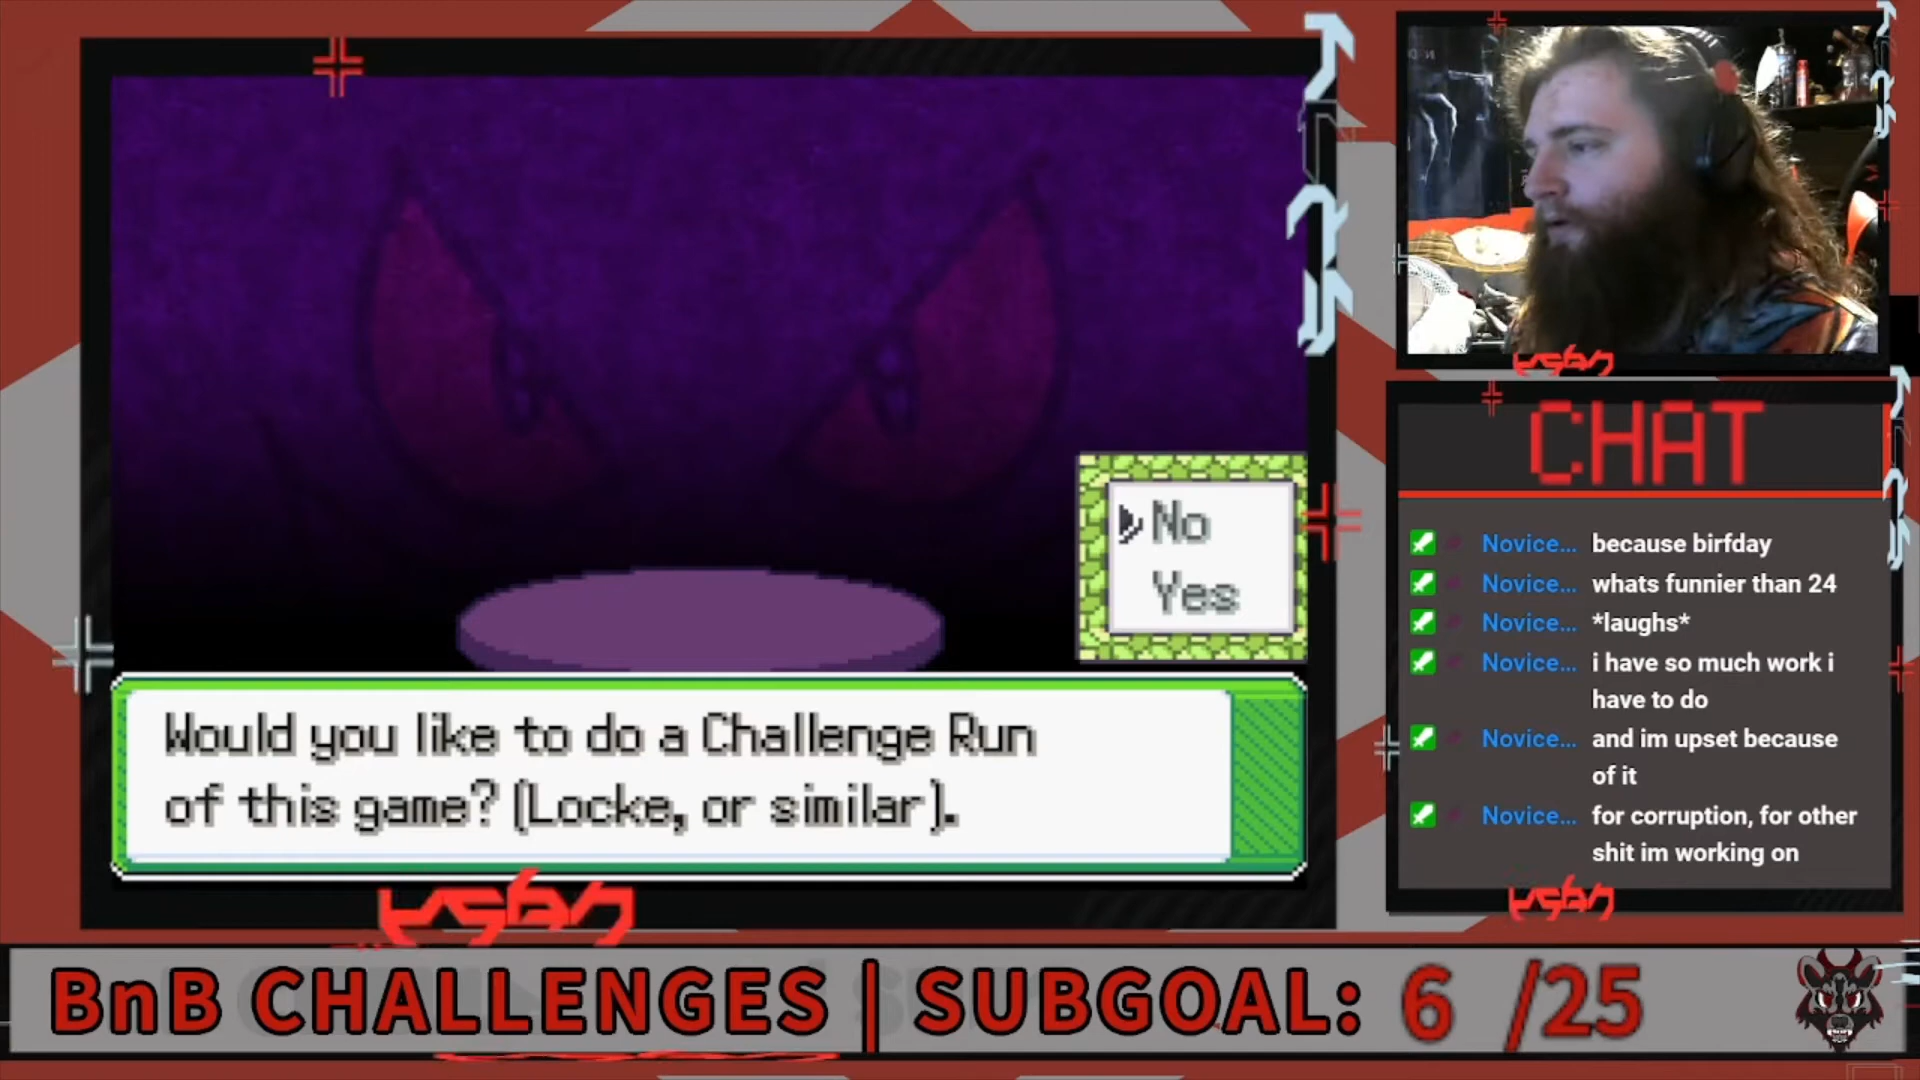 No
Yes
Would you like to do a Challenge Run
of this game? (Locke, or similar).
CHAT
Novice... because birfday
Novice... whats funnier than 24
Novice... *laughs*
Novice... i have so much work i
have to do
Novice... and im upset because
of it
Novice... for corruption, for other
shit im working on
BnB CHALLENGES | SUBGOAL: 6 /25